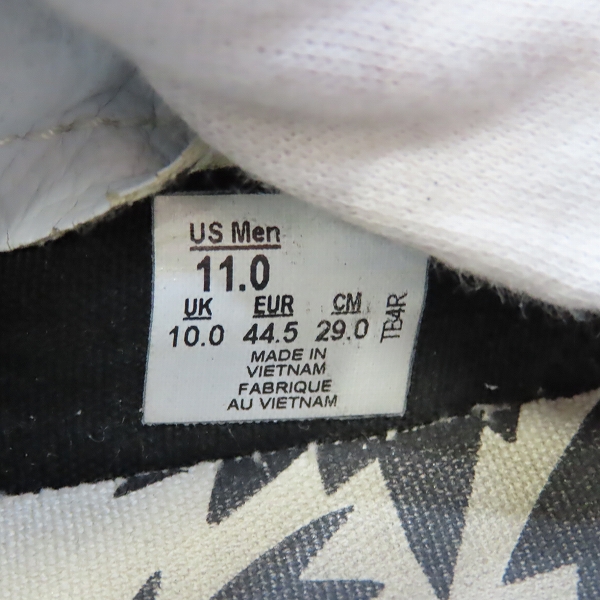 US Men
11.0
UK EUR CM
10.0 44.5 29.0
TB4R
MADE IN
VIETNAM
FABRIQUE
AU VIETNAM